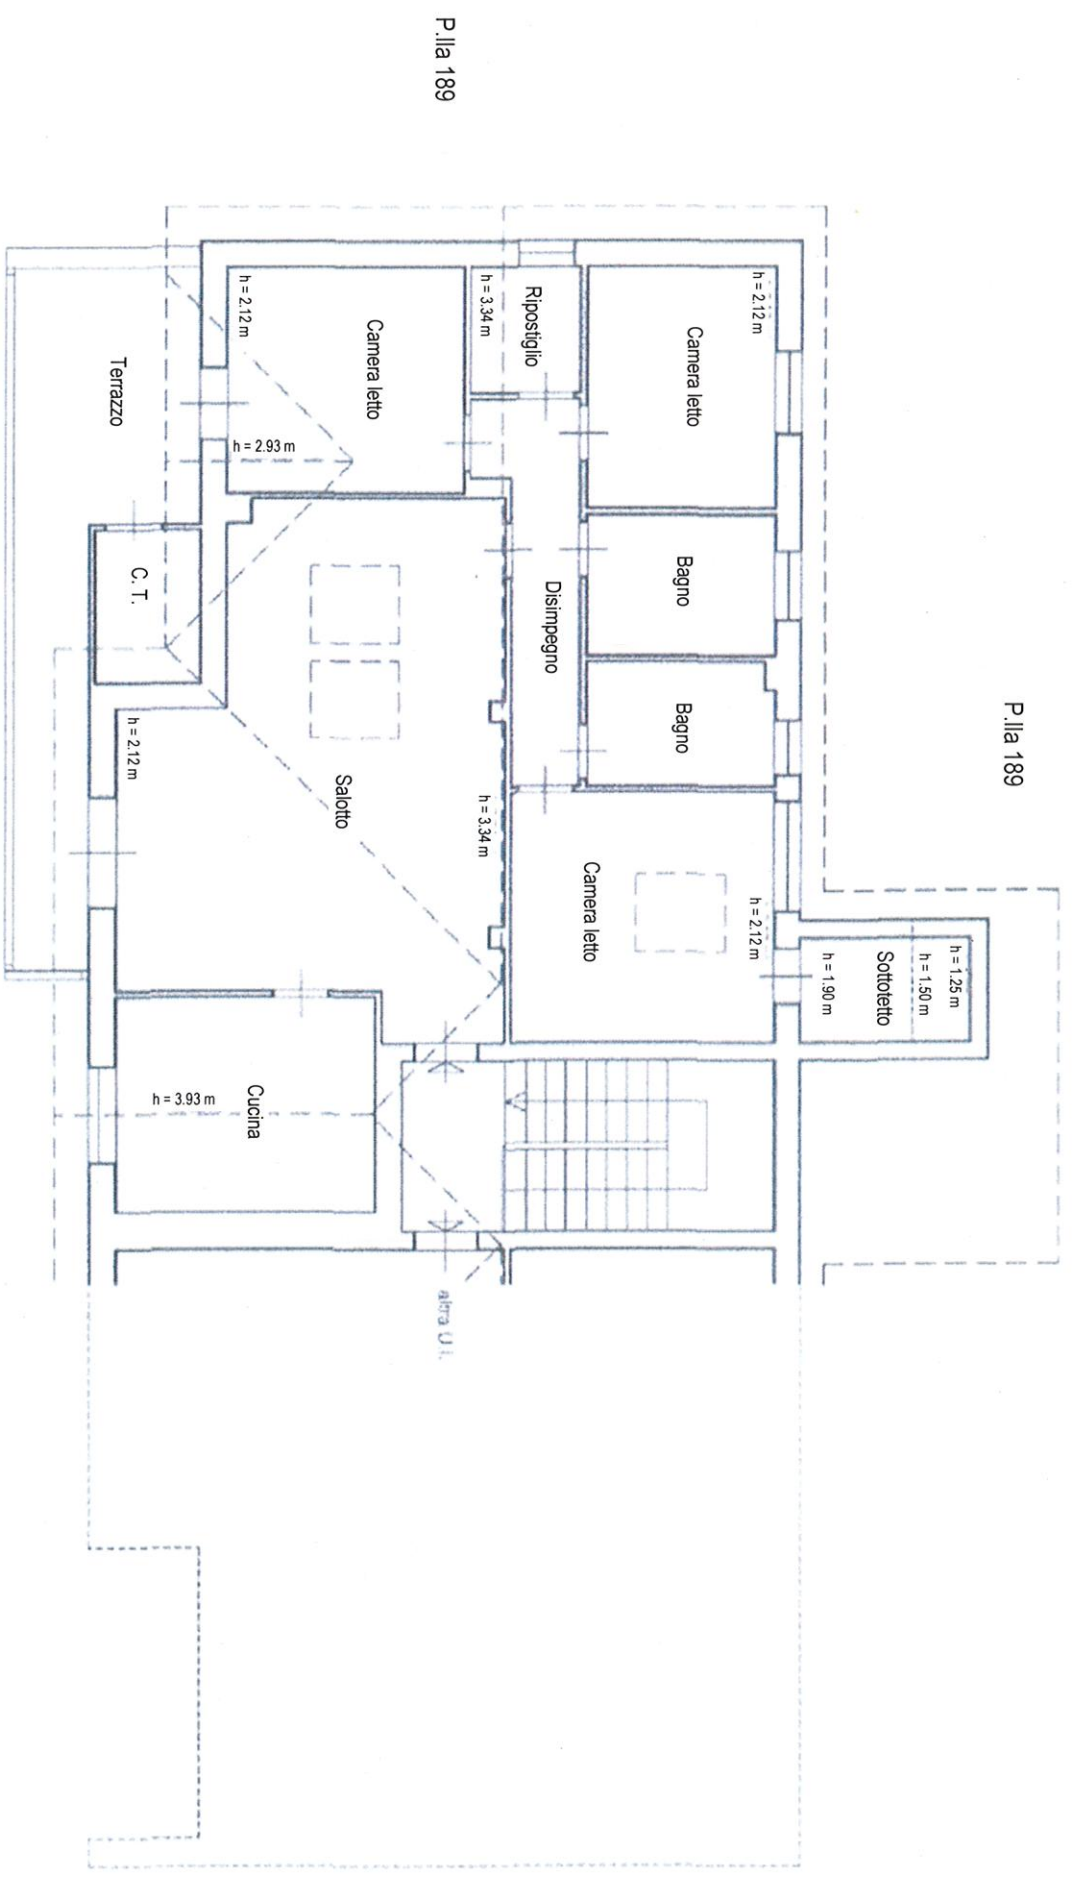 P.lla 189
P.lla 189
h = 2.12 m
Camera letto
Ripostiglio
h = 3.34 m
Camera letto
h = 2.12 m
h = 2.93 m
Terrazzo
C. T.
Bagno
Bagno
Disimpegno
Salotto
h = 3.34 m
h = 2.12 m
Camera letto
h = 2.12 m
h = 1.25 m
h = 1.50 m
Sottotetto
h = 1.90 m
Cucina
h = 3.93 m
altra U.I.